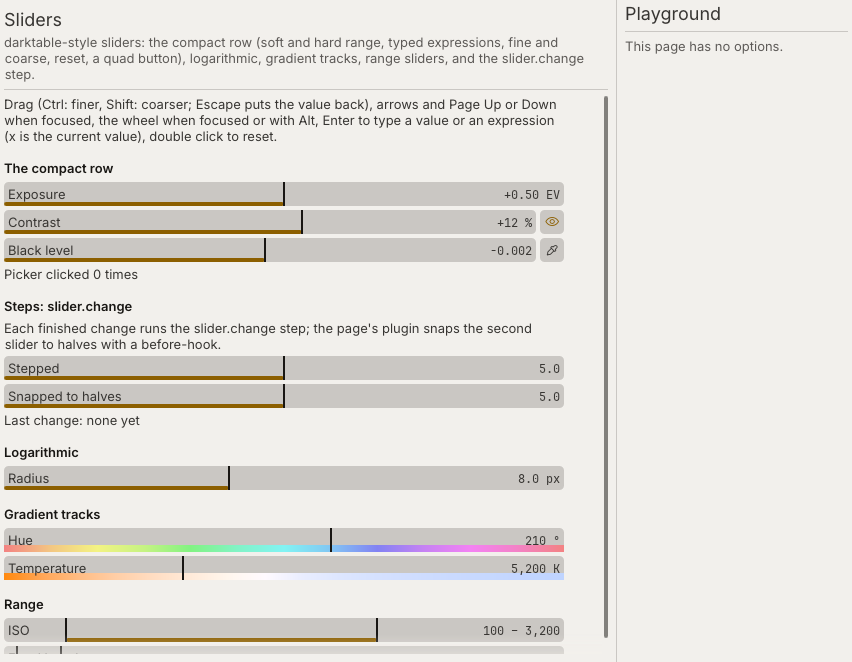 Sliders
darktable-style sliders: the compact row (soft and hard range, typed expressions, fine and
coarse, reset, a quad button), logarithmic, gradient tracks, range sliders, and the slider.change
step.
Drag (Ctrl: finer, Shift: coarser; Escape puts the value back), arrows and Page Up or Down
when focused, the wheel when focused or with Alt, Enter to type a value or an expression
(x is the current value), double click to reset.
The compact row
Exposure +0.50 EV
Contrast +12 %
Black level -0.002
Picker clicked 0 times
Steps: slider.change
Each finished change runs the slider.change step; the page's plugin snaps the second
slider to halves with a before-hook.
Stepped 5.0
Snapped to halves 5.0
Last change: none yet
Logarithmic
Radius 8.0 px
Gradient tracks
Hue 210 °
Temperature 5,200 K
Range
ISO 100 – 3,200
Playground
This page has no options.